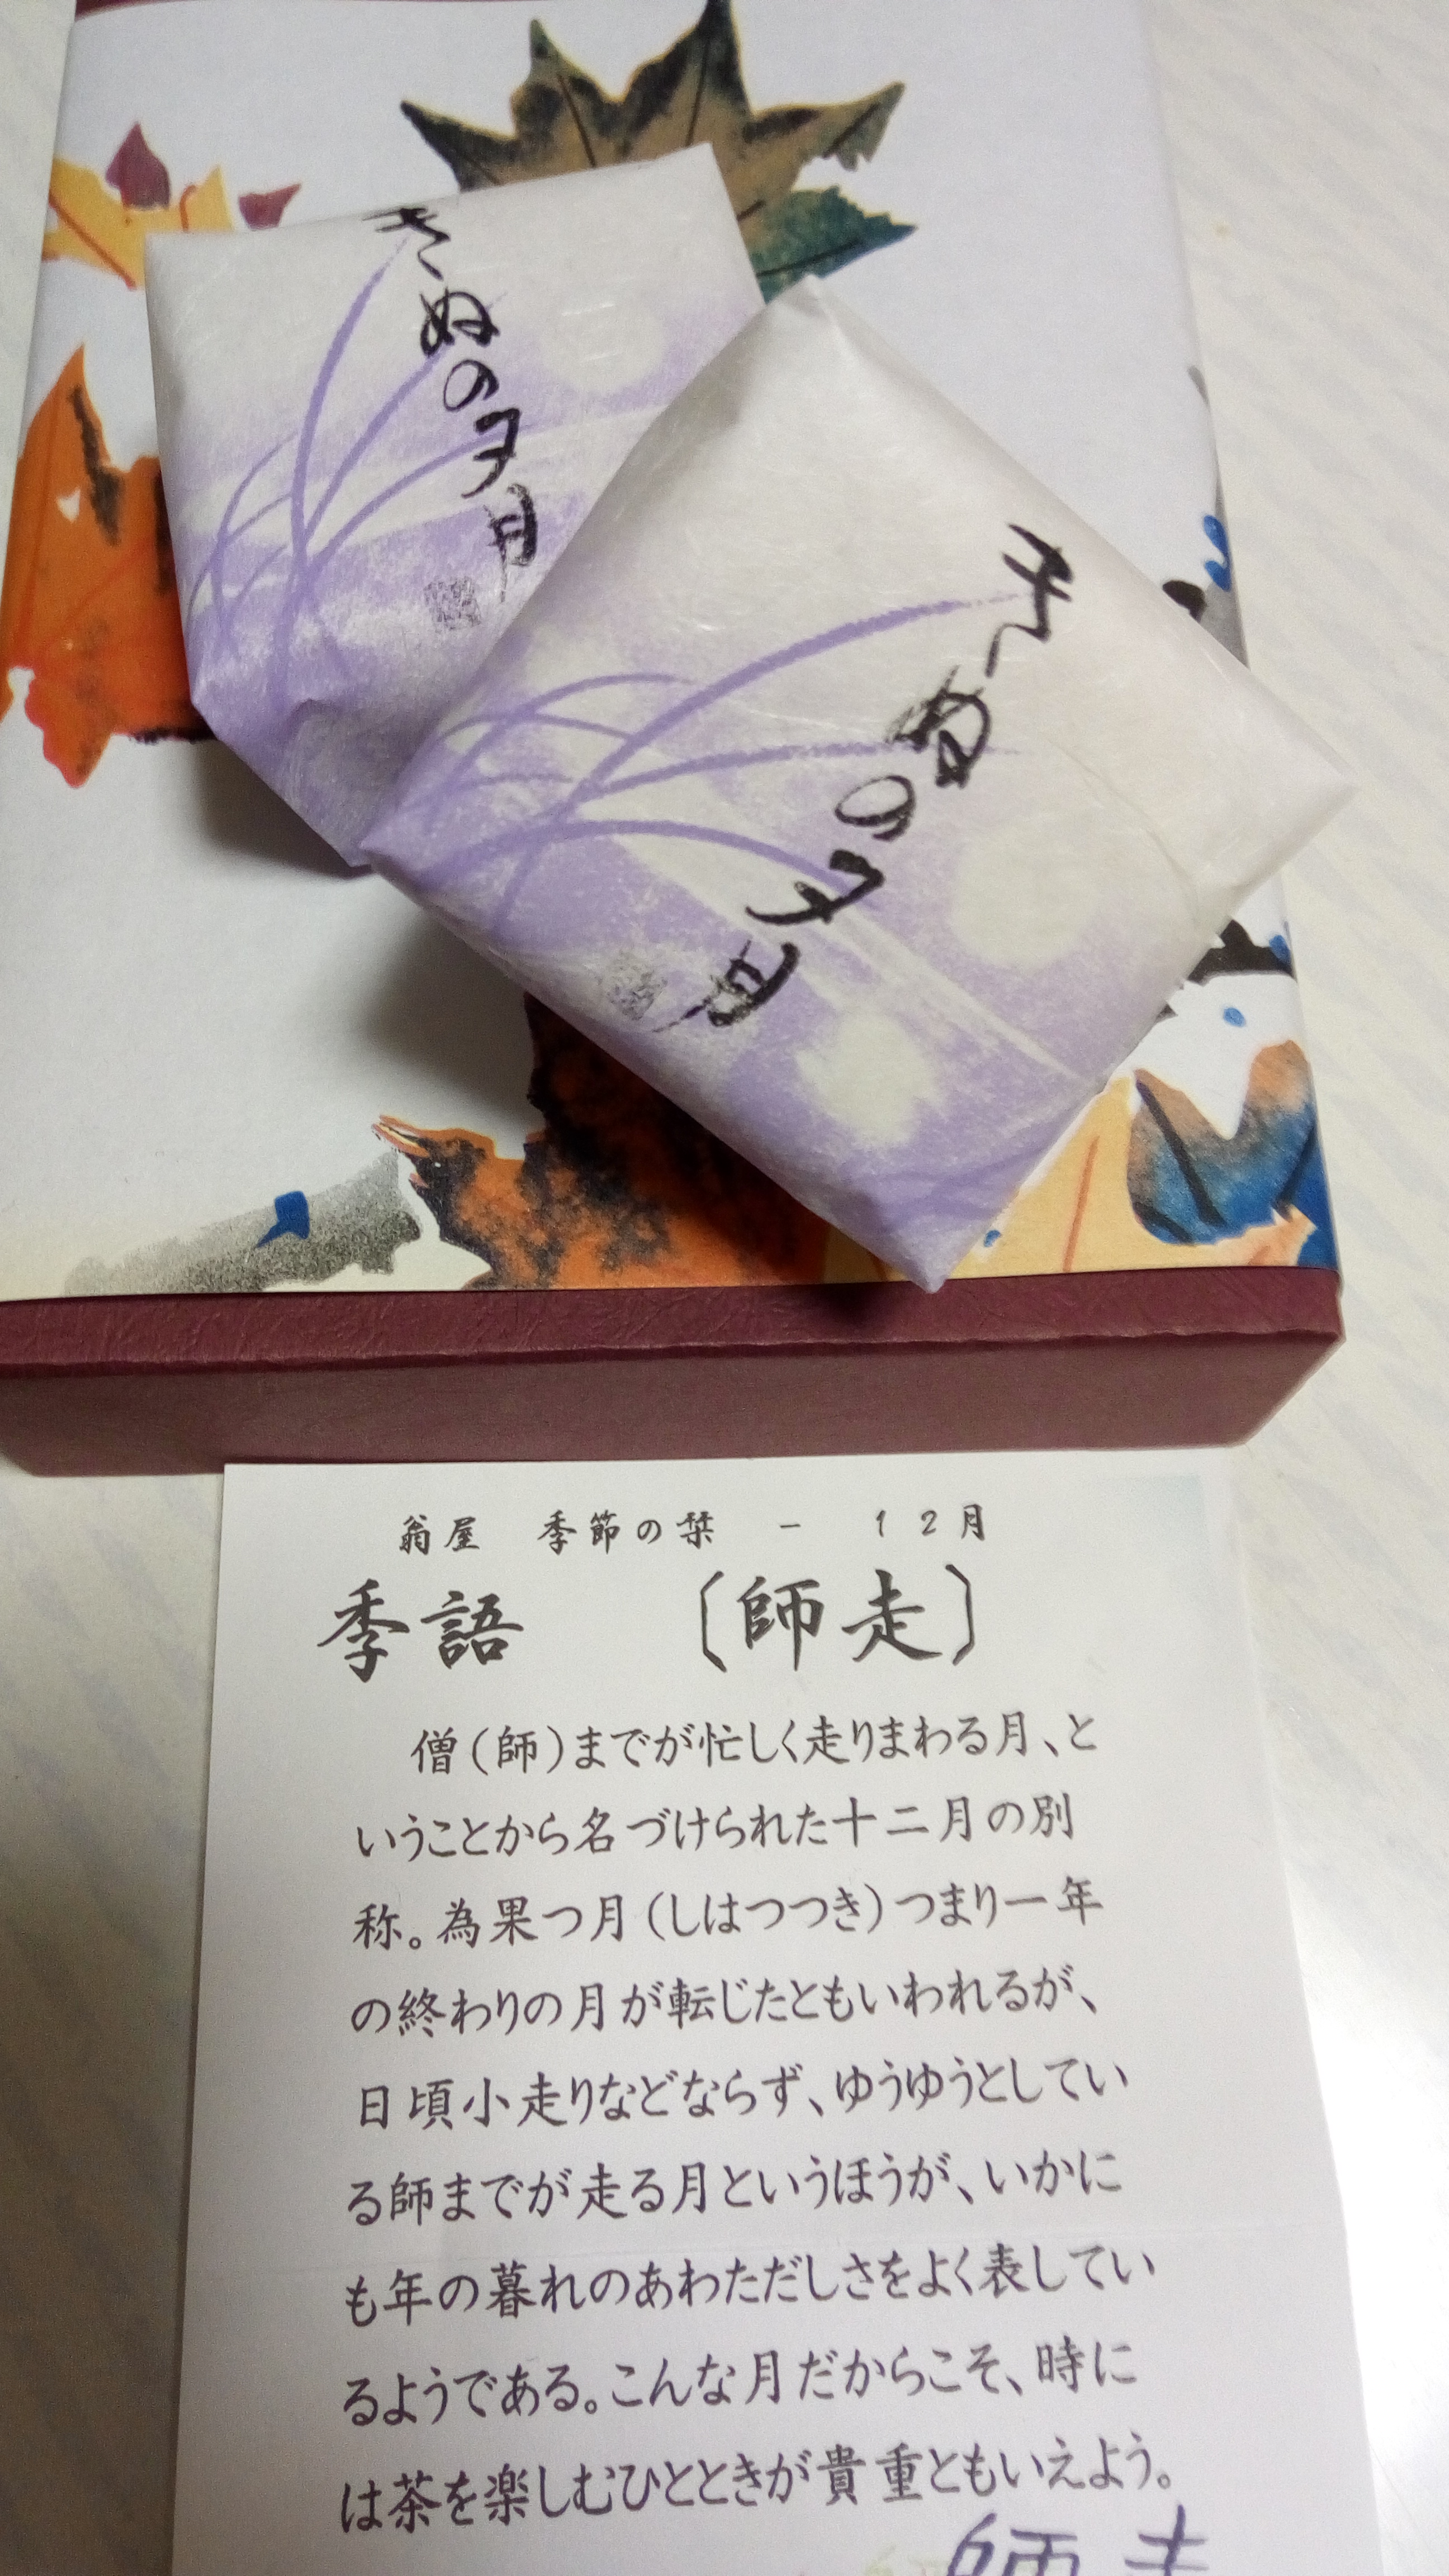 きぬの夕月
きぬの夕月
翁屋 季節の栞 － 12月
季語 〔師走〕
僧(師)までが忙しく走りまわる月、と
いうことから名づけられた十二月の別
称。為果つ月(しはつつき)つまり一年
の終わりの月が転じたともいわれるが、
日頃小走りなどならず、ゆうゆうとしてい
る師までが走る月というほうが、いかに
も年の暮れのあわただしさをよく表してい
るようである。こんな月だからこそ、時に
は茶を楽しむひとときが貴重ともいえよう。
師走